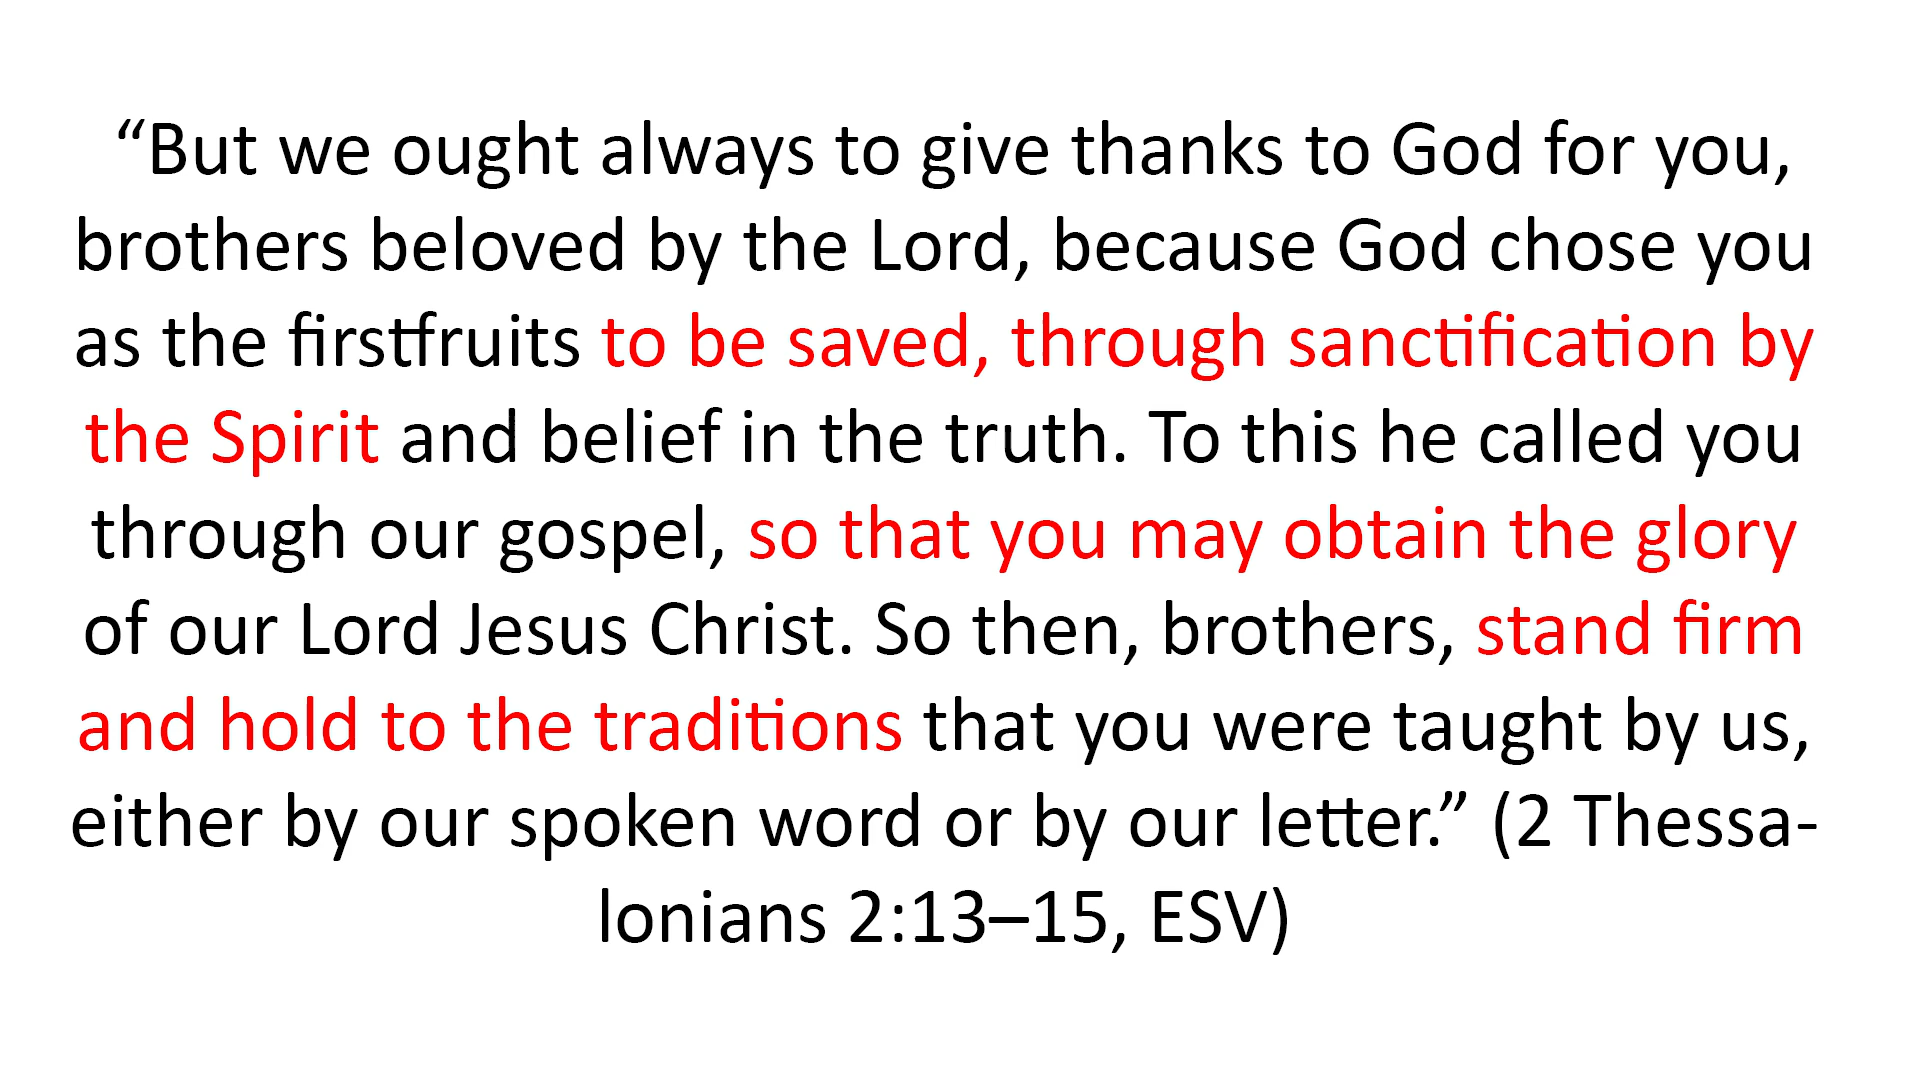 “But we ought always to give thanks to God for you,
brothers beloved by the Lord, because God chose you
as the firstfruits to be saved, through sanctification by
the Spirit and belief in the truth. To this he called you
through our gospel, so that you may obtain the glory
of our Lord Jesus Christ. So then, brothers, stand firm
and hold to the traditions that you were taught by us,
either by our spoken word or by our letter.” (2 Thessa-
lonians 2:13–15, ESV)